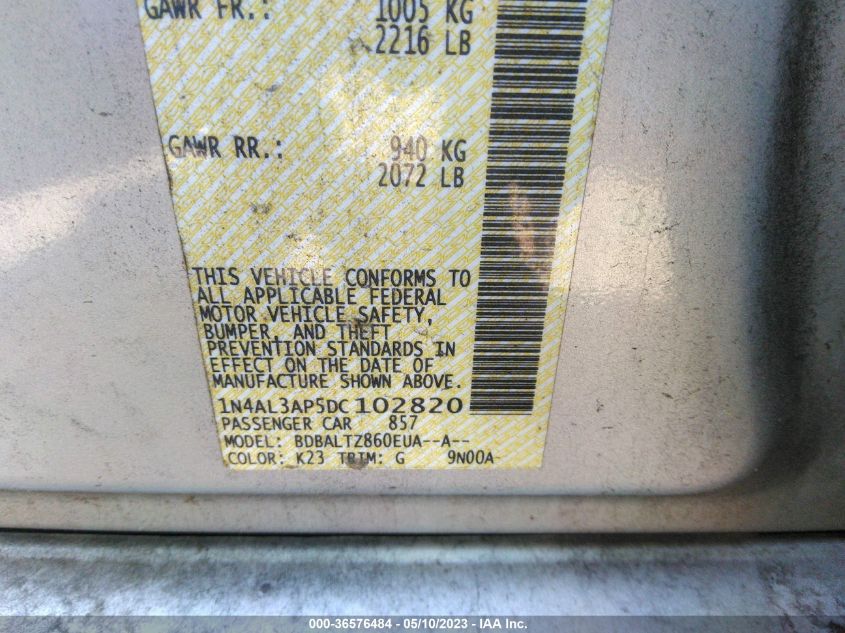 GAWR FR.: 1005 KG
2216 LB
GAWR RR.: 940 KG
2072 LB
THIS VEHICLE CONFORMS TO
ALL APPLICABLE FEDERAL
MOTOR VEHICLE SAFETY,
BUMPER, AND THEFT
PREVENTION STANDARDS IN
EFFECT ON THE DATE OF
MANUFACTURE SHOWN ABOVE.
1N4AL3AP5DC102820
PASSENGER CAR 857
MODEL: BDBALTZ860EUA--A--
COLOR: K23 TRIM: G 9N00A
000-36576484 - 05/10/2023 - IAA Inc.